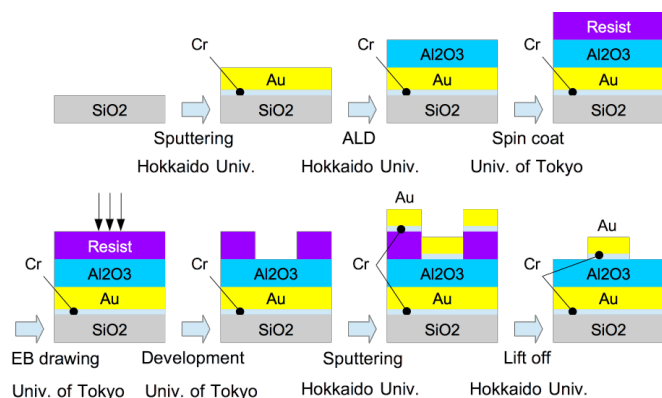 Cr
Au
SiO2
SiO2
Sputtering
Hokkaido Univ.
Cr
Al2O3
Au
SiO2
ALD
Hokkaido Univ.
Cr
Resist
Al2O3
Au
SiO2
Spin coat
Univ. of Tokyo
Cr
Resist
Al2O3
Au
SiO2
EB drawing
Univ. of Tokyo
Cr
Al2O3
Au
SiO2
Development
Univ. of Tokyo
Au
Cr
Al2O3
Au
SiO2
Sputtering
Hokkaido Univ.
Au
Cr
Al2O3
Au
SiO2
Lift off
Hokkaido Univ.